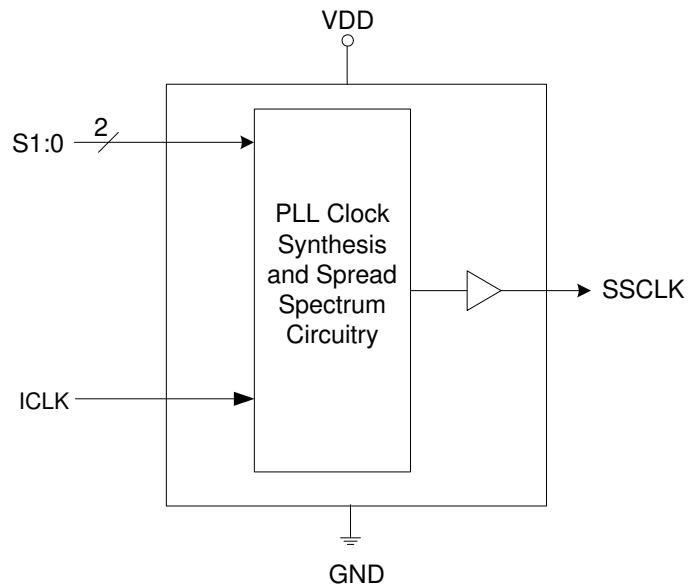 VDD
2
S1:0
PLL Clock
Synthesis
and Spread
Spectrum
Circuitry
SSCLK
ICLK
GND